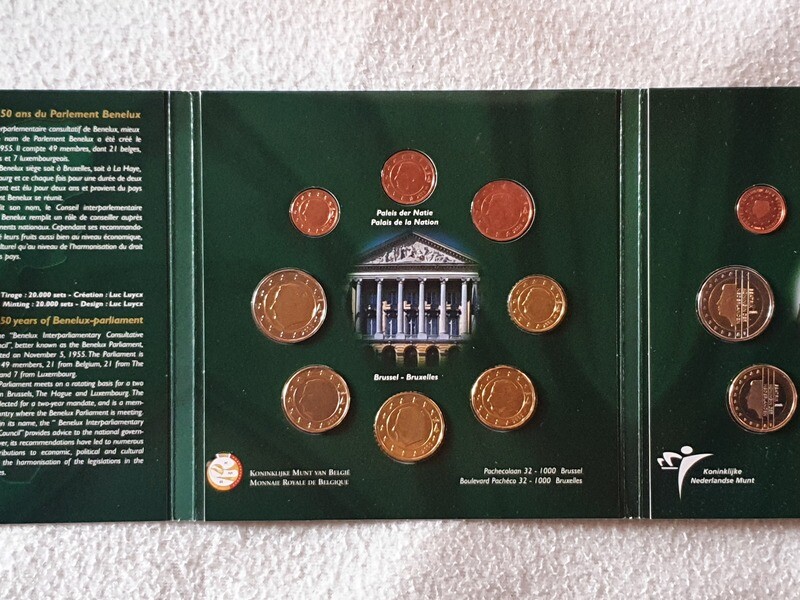 50 ans du Parlement Benelux
rparlementaire consultatif de Benelux, mieux
nom de Parlement Benelux a été créé le
1955. Il compte 49 membres, dont 21 belges,
s et 7 luxembourgeois.
Benelux siège soit à Bruxelles, soit à La Haye,
urg et ce chaque fois pour une durée de deux
ent est élu pour deux ans et provient du pays
nt Benelux se réunit.
it son nom, le Conseil interparlementaire
Benelux remplit un rôle de conseiller auprès
ments nationaux. Cependant ses recommando-
leurs fruits aussi bien au niveau économique,
lturel qu'au niveau de l'harmonisation du droit
s pays.
Tirage : 20.000 sets - Création : Luc Luycx
Minting : 20.000 sets - Design : Luc Luycx
50 years of Benelux-parliament
e "Benelux Interparlementary Consultative
cil", better known as the Benelux Parliament,
ted on November 5, 1955. The Parliament is
49 members, 21 from Belgium, 21 from The
and 7 from Luxembourg.
Parliament meets on a rotating basis for a two
n Brussels, The Hague and Luxembourg. The
lected for a two-year mandate, and is a mem-
ntry where the Benelux Parliament is meeting.
in its name, the " Benelux Interparlementary
Council" provides advice to the national govern-
ver, its recommendations have led to numerous
tributions to economic, political and cultural
the harmonisation of the legislations in the
Paleis der Natie
Palais de la Nation
Brussel - Bruxelles
KONINKLIJKE MUNT VAN BELGIË
MONNAIE ROYALE DE BELGIQUE
Pachecolaan 32 - 1000 Brussel
Boulevard Pachéco 32 - 1000 Bruxelles
Koninklijke
Nederlandse Munt